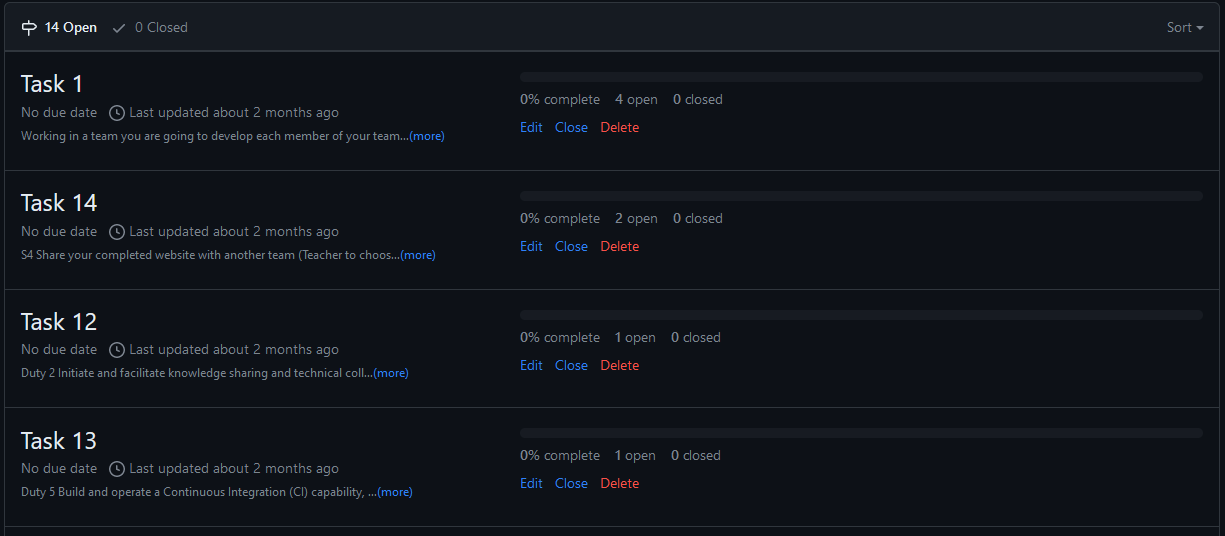 14 Open 0 Closed Sort
Task 1
No due date Last updated about 2 months ago
Working in a team you are going to develop each member of your team...(more)
0% complete 4 open 0 closed
Edit Close Delete
Task 14
No due date Last updated about 2 months ago
S4 Share your completed website with another team (Teacher to choos...(more)
0% complete 2 open 0 closed
Edit Close Delete
Task 12
No due date Last updated about 2 months ago
Duty 2 Initiate and facilitate knowledge sharing and technical coll...(more)
0% complete 1 open 0 closed
Edit Close Delete
Task 13
No due date Last updated about 2 months ago
Duty 5 Build and operate a Continuous Integration (CI) capability, ...(more)
0% complete 1 open 0 closed
Edit Close Delete